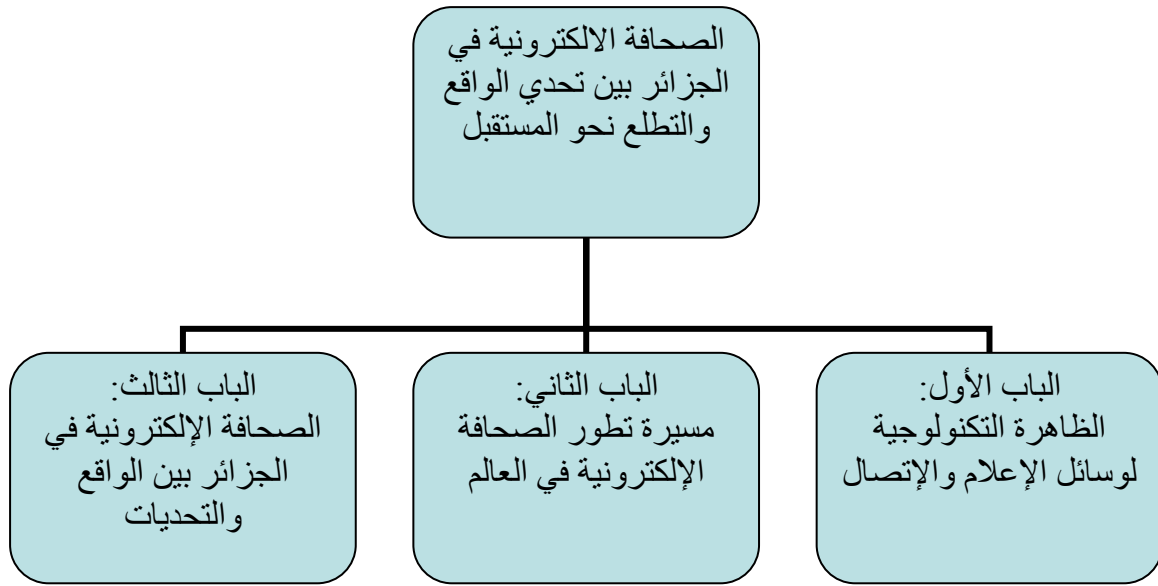 الصحافة الالكترونية في
الجزائر بين تحدي الواقع
والتطلع نحو المستقبل
الباب الأول:
الظاهرة التكنولوجية
لوسائل الإعلام والإتصال
الباب الثاني:
مسيرة تطور الصحافة
الإلكترونية في العالم
الباب الثالث:
الصحافة الإلكترونية في
الجزائر بين الواقع
والتحديات